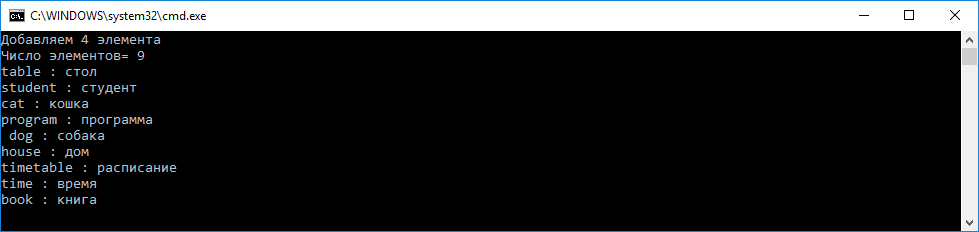 C:\WINDOWS\system32\cmd.exe
Добавляем 4 элемента
Число элементов= 9
table : стол
student : студент
cat : кошка
program : программа
 dog : собака
house : дом
timetable : расписание
time : время
book : книга